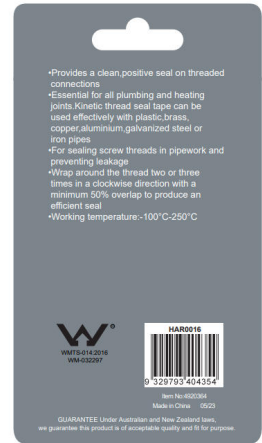 •Provides a clean,positive seal on threaded
connections
•Essential for all plumbing and heating
joints.Kinetic thread seal tape can be
used effectively with plastic,brass,
copper,aluminium,galvanized steel or
iron pipes
•For sealing screw threads in pipework and
preventing leakage
•Wrap around the thread two or three
times in a clockwise direction with a
minimum 50% overlap to produce an
efficient seal
•Working temperature:-100°C-250°C
WMTS-014:2016
WM-032297
HAR0016
9 329793 404354
Item No:4920364
Made in China 05/23
GUARANTEE Under Australian and New Zealand laws,
we guarantee this product is of acceptable quality and fit for purpose.